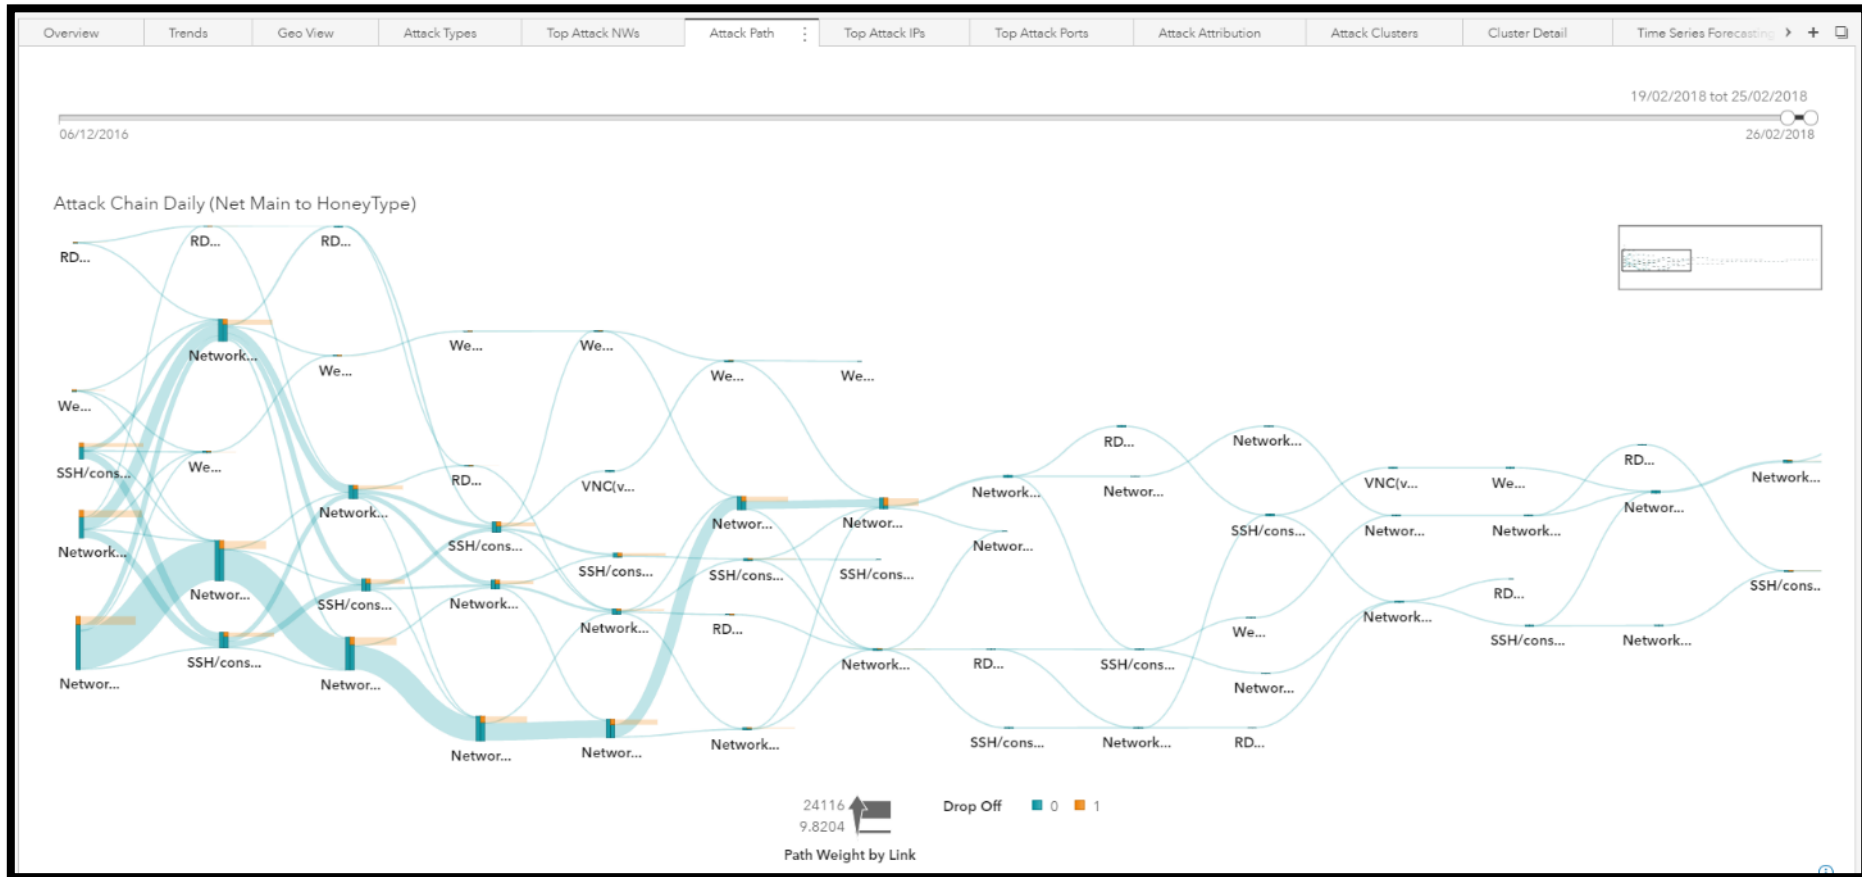 Overview
Trends
Geo View
Attack Types
Top Attack NWs
Attack Path
Top Attack IPs
Top Attack Ports
Attack Attribution
Attack Clusters
Cluster Detail
Time Series Forecasting
19/02/2018 tot 25/02/2018
06/12/2016
26/02/2018
Attack Chain Daily (Net Main to HoneyType)
RD...
RD...
RD...
Network...
We...
We...
We...
We...
We...
We...
SSH/cons...
We...
RD...
VNC(v...
Network...
Network...
SSH/cons...
Networ...
Networ...
Network...
Networ...
RD...
Network...
SSH/cons...
VNC(v...
We...
RD...
Networ...
Network...
Networ...
Network...
Networ...
SSH/cons...
Network...
SSH/cons...
SSH/cons...
SSH/cons...
SSH/cons...
Network...
RD...
We...
Network...
RD...
SSH/cons...
Network...
Networ...
SSH/cons...
Networ...
Network...
RD...
SSH/cons...
Networ...
Networ...
Networ...
Network...
SSH/cons...
Network...
RD...
24116
9.8204
Path Weight by Link
Drop Off
0
1